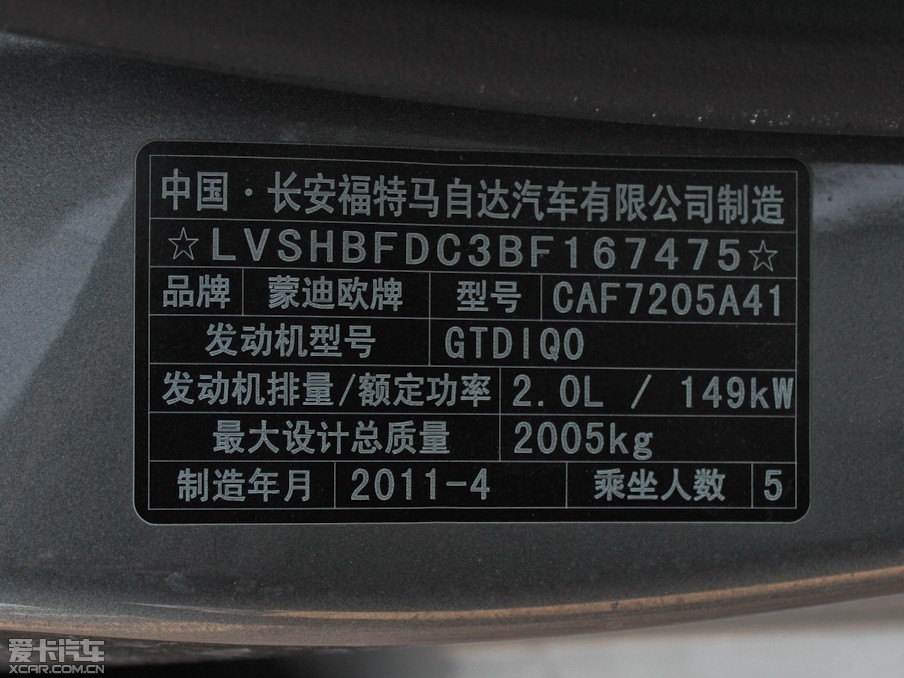 中国·长安福特马自达汽车有限公司制造
☆LVSHBFDC3BF167475☆
品牌 蒙迪欧牌 型号 CAF7205A41
发动机型号 GTDIQ0
发动机排量/额定功率 2.0L / 149kW
最大设计总质量 2005kg
制造年月 2011-4 乘坐人数 5
爱卡汽车
XCAR.COM.CN